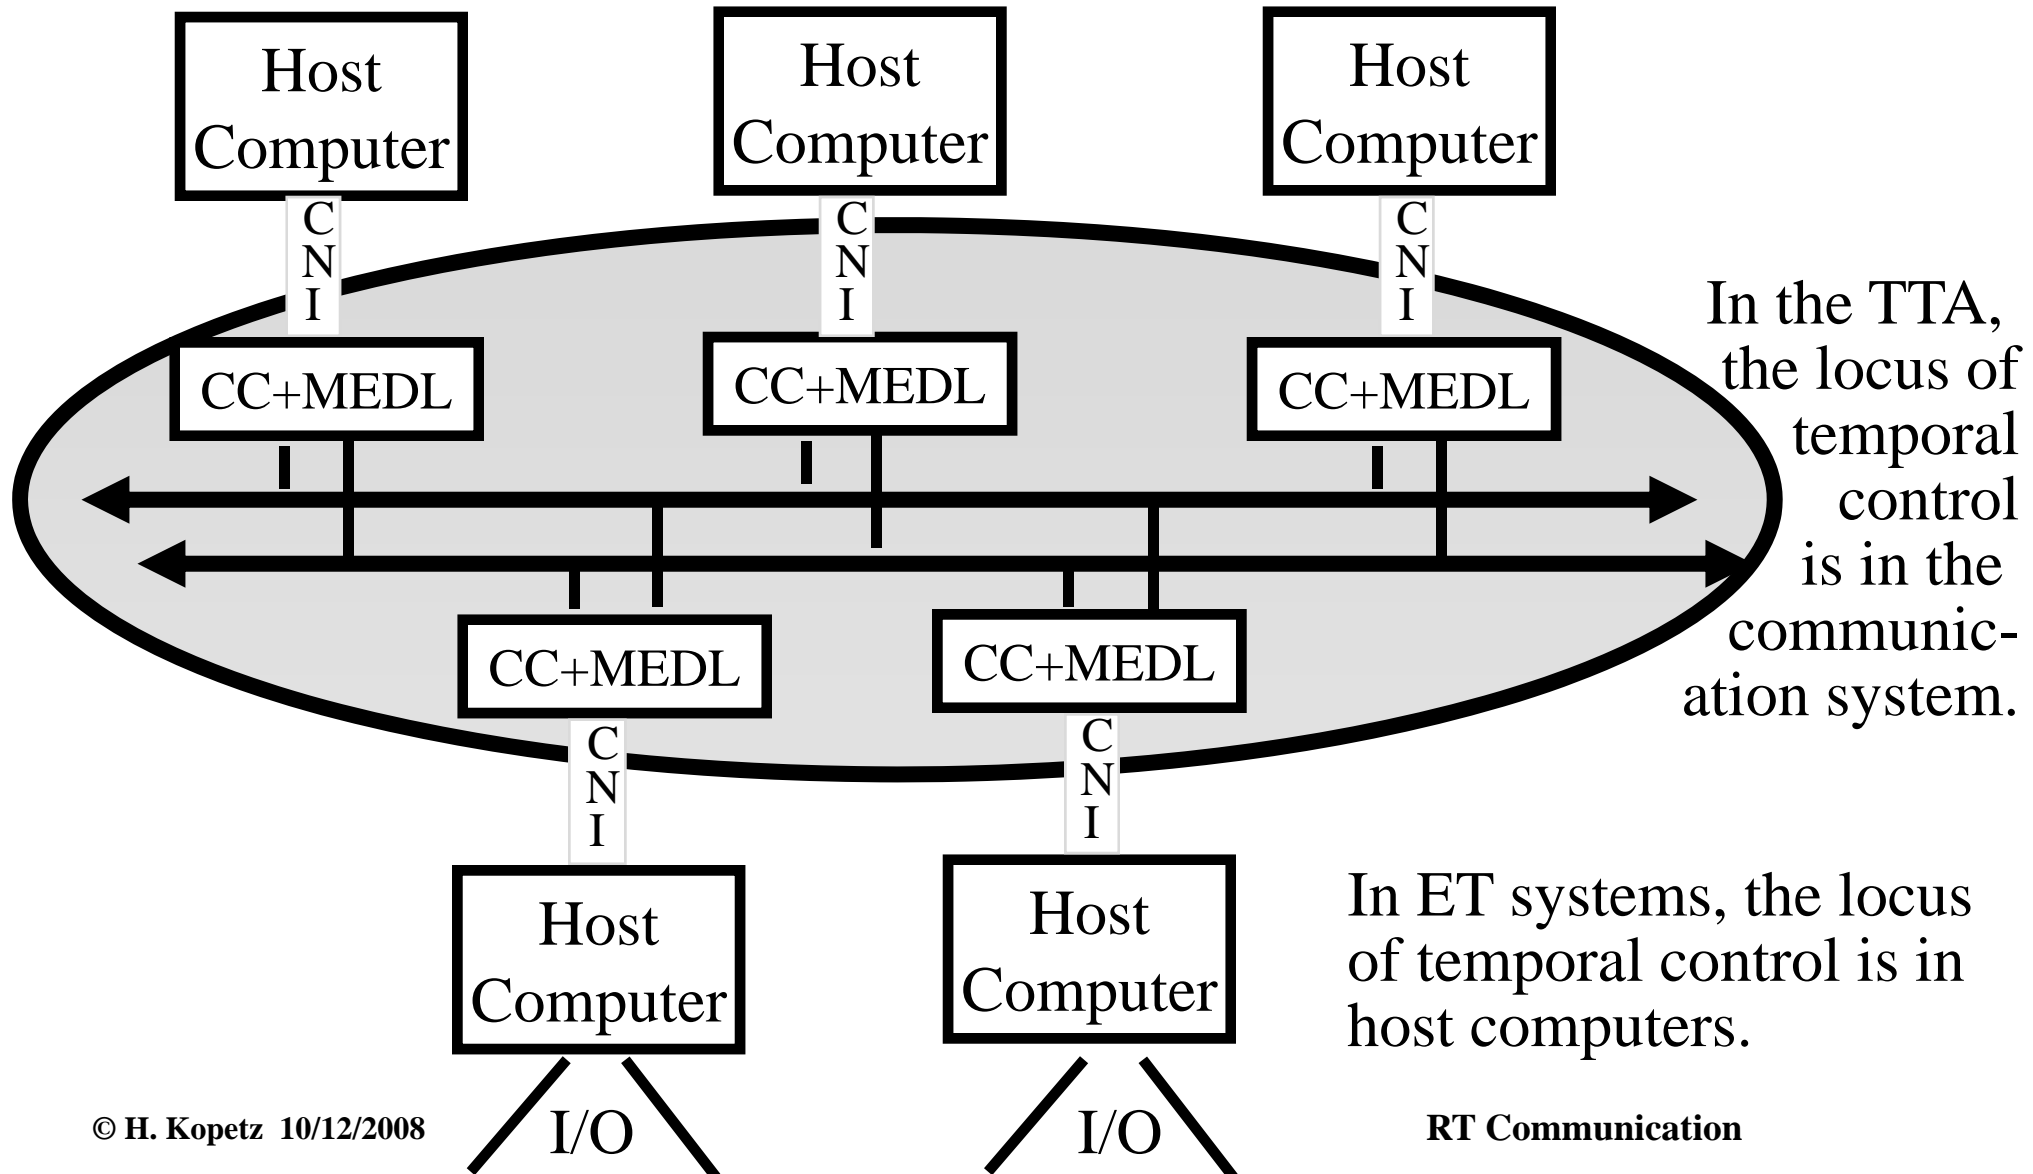 Host
Computer
Host
Computer
Host
Computer
C
N
I
C
N
I
C
N
I
CC+MEDL
CC+MEDL
CC+MEDL
In the TTA,
the locus of
temporal
control
is in the
communic-
ation system.
CC+MEDL
CC+MEDL
C
N
I
C
N
I
Host
Computer
Host
Computer
In ET systems, the locus
of temporal control is in
host computers.
I/O
I/O
© H. Kopetz 10/12/2008
RT Communication